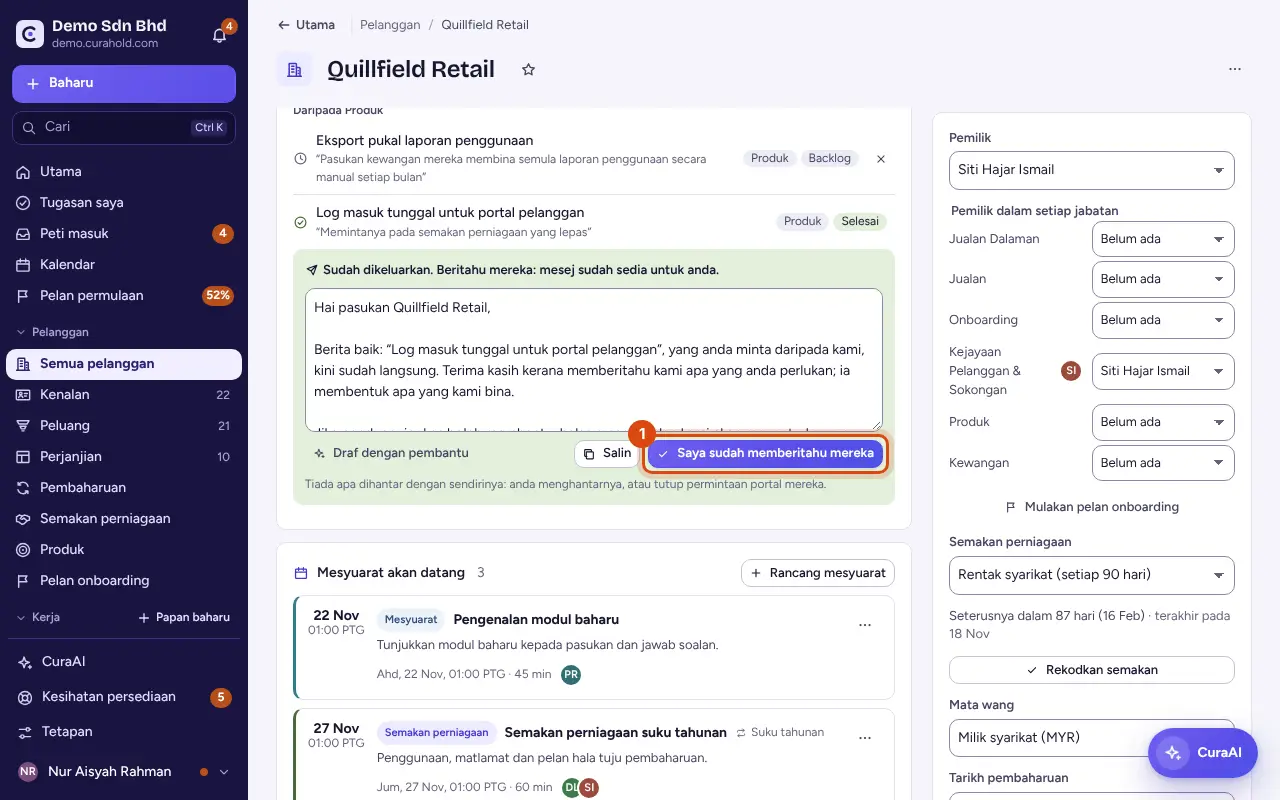 Demo Sdn Bhd
demo.curahold.com
4
Baharu
Cari
Ctrl K
Utama
Tugasan saya
Peti masuk
4
Kalendar
Pelan permulaan
52%
Pelanggan
Semua pelanggan
Kenalan
22
Peluang
21
Perjanjian
10
Pembaharuan
Semakan perniagaan
Produk
Pelan onboarding
Kerja
+ Papan baharu
CuraAI
Kesihatan persediaan
5
Tetapan
NR
Nur Aisyah Rahman
← Utama
Pelanggan / Quillfield Retail
Quillfield Retail
Daripada Produk
Eksport pukal laporan penggunaan
“Pasukan kewangan mereka membina semula laporan penggunaan secara
manual setiap bulan”
Produk
Backlog
Log masuk tunggal untuk portal pelanggan
“Memintanya pada semakan perniagaan yang lepas”
Produk
Selesai
Sudah dikeluarkan. Beritahu mereka: mesej sudah sedia untuk anda.
Hai pasukan Quillfield Retail,
Berita baik: “Log masuk tunggal untuk portal pelanggan”, yang anda minta daripada kami,
kini sudah langsung. Terima kasih kerana memberitahu kami apa yang anda perlukan; ia
membentuk apa yang kami bina.
Draf dengan pembantu
Salin
1
Saya sudah memberitahu mereka
Tiada apa dihantar dengan sendirinya: anda menghantarnya, atau tutup permintaan portal mereka.
Mesyuarat akan datang 3
+ Rancang mesyuarat
22 Nov
01:00 PTG
Mesyuarat
Pengenalan modul baharu
Tunjukkan modul baharu kepada pasukan dan jawab soalan.
Ahd, 22 Nov, 01:00 PTG · 45 min
PR
27 Nov
01:00 PTG
Semakan perniagaan
Semakan perniagaan suku tahunan
Suku tahunan
Penggunaan, matlamat dan pelan hala tuju pembaharuan.
Jum, 27 Nov, 01:00 PTG · 60 min
DL
SI
Pemilik
Siti Hajar Ismail
Pemilik dalam setiap jabatan
Jualan Dalaman
Belum ada
Jualan
Belum ada
Onboarding
Belum ada
Kejayaan
Pelanggan &
Sokongan
SI
Siti Hajar Ismail
Produk
Belum ada
Kewangan
Belum ada
Mulakan pelan onboarding
Semakan perniagaan
Rentak syarikat (setiap 90 hari)
Seterusnya dalam 87 hari (16 Feb) · terakhir pada
18 Nov
Rekodkan semakan
Mata wang
Milik syarikat (MYR)
CuraAI
Tarikh pembaharuan